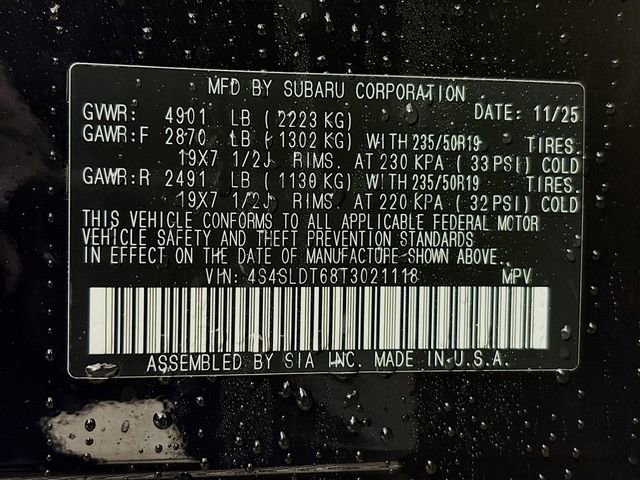 MFD BY SUBARU CORPORATION
GVWR: 4901 LB (2223 KG) DATE: 11/25
GAWR:F 2870 LB (1302 KG) WITH 235/50R19 TIRES.
19X7 1/2J RIMS. AT 230 KPA (33 PSI) COLD
GAWR:R 2491 LB (1130 KG) WITH 235/50R19 TIRES.
19X7 1/2J RIMS. AT 220 KPA (32 PSI) COLD
THIS VEHICLE CONFORMS TO ALL APPLICABLE FEDERAL MOTOR
VEHICLE SAFETY AND THEFT PREVENTION STANDARDS
IN EFFECT ON THE DATE OF MANUFACTURE SHOWN ABOVE.
VIN: 4S4SLDT68T3021118 MPV
ASSEMBLED BY SIA INC. MADE IN U.S.A.